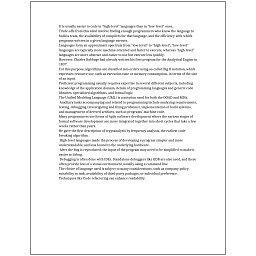 It is usually easier to code in "high-level" languages than in "low-level" ones.
Trade-offs from this ideal involve finding enough programmers who know the language to
build a team, the availability of compilers for that language, and the efficiency with which
programs written in a given language execute.
Languages form an approximate spectrum from "low-level" to "high-level"; "low-level"
languages are typically more machine-oriented and faster to execute, whereas "high-level"
languages are more abstract and easier to use but execute less quickly.
However, Charles Babbage had already written his first program for the Analytical Engine in
1837.
For this purpose, algorithms are classified into orders using so-called Big O notation, which
expresses resource use, such as execution time or memory consumption, in terms of the size
of an input.
Proficient programming usually requires expertise in several different subjects, including
knowledge of the application domain, details of programming languages and generic code
libraries, specialized algorithms, and formal logic.
The Unified Modeling Language (UML) is a notation used for both the OOAD and MDA.
Auxiliary tasks accompanying and related to programming include analyzing requirements,
testing, debugging (investigating and fixing problems), implementation of build systems,
and management of derived artifacts, such as programs' machine code.
Many programmers use forms of agile software development where the various stages of
formal software development are more integrated together into short cycles that take a few
weeks rather than years.
He gave the first description of cryptanalysis by frequency analysis, the earliest code-
breaking algorithm.
High-level languages made the process of developing a program simpler and more
understandable, and less bound to the underlying hardware.
After the bug is reproduced, the input of the program may need to be simplified to make it
easier to debug.
Debugging is often done with IDEs. Standalone debuggers like GDB are also used, and these
often provide less of a visual environment, usually using a command line.
The choice of language used is subject to many considerations, such as company policy,
suitability to task, availability of third-party packages, or individual preference.
Techniques like Code refactoring can enhance readability.